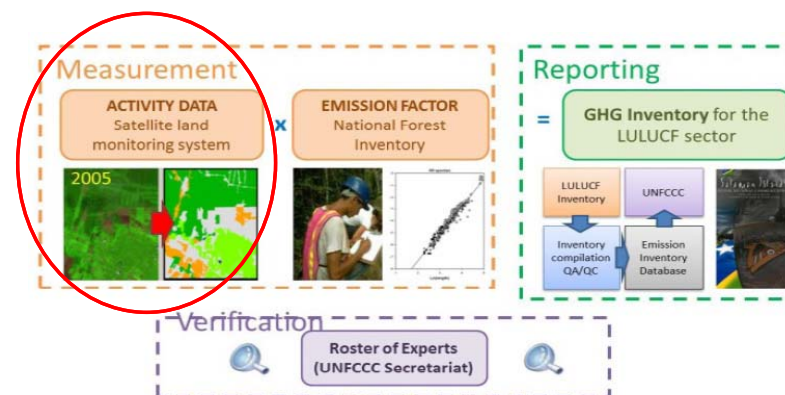 Measurement
ACTIVITY DATA
Satellite land
monitoring system
x
EMISSION FACTOR
National Forest
Inventory
2005
Reporting
=
GHG Inventory for the
LULUCF sector
LULUCF
Inventory
UNFCCC
Inventory
compilation
QA/QC
Emission
Inventory
Database
Verification
Roster of Experts
(UNFCCC Secretariat)